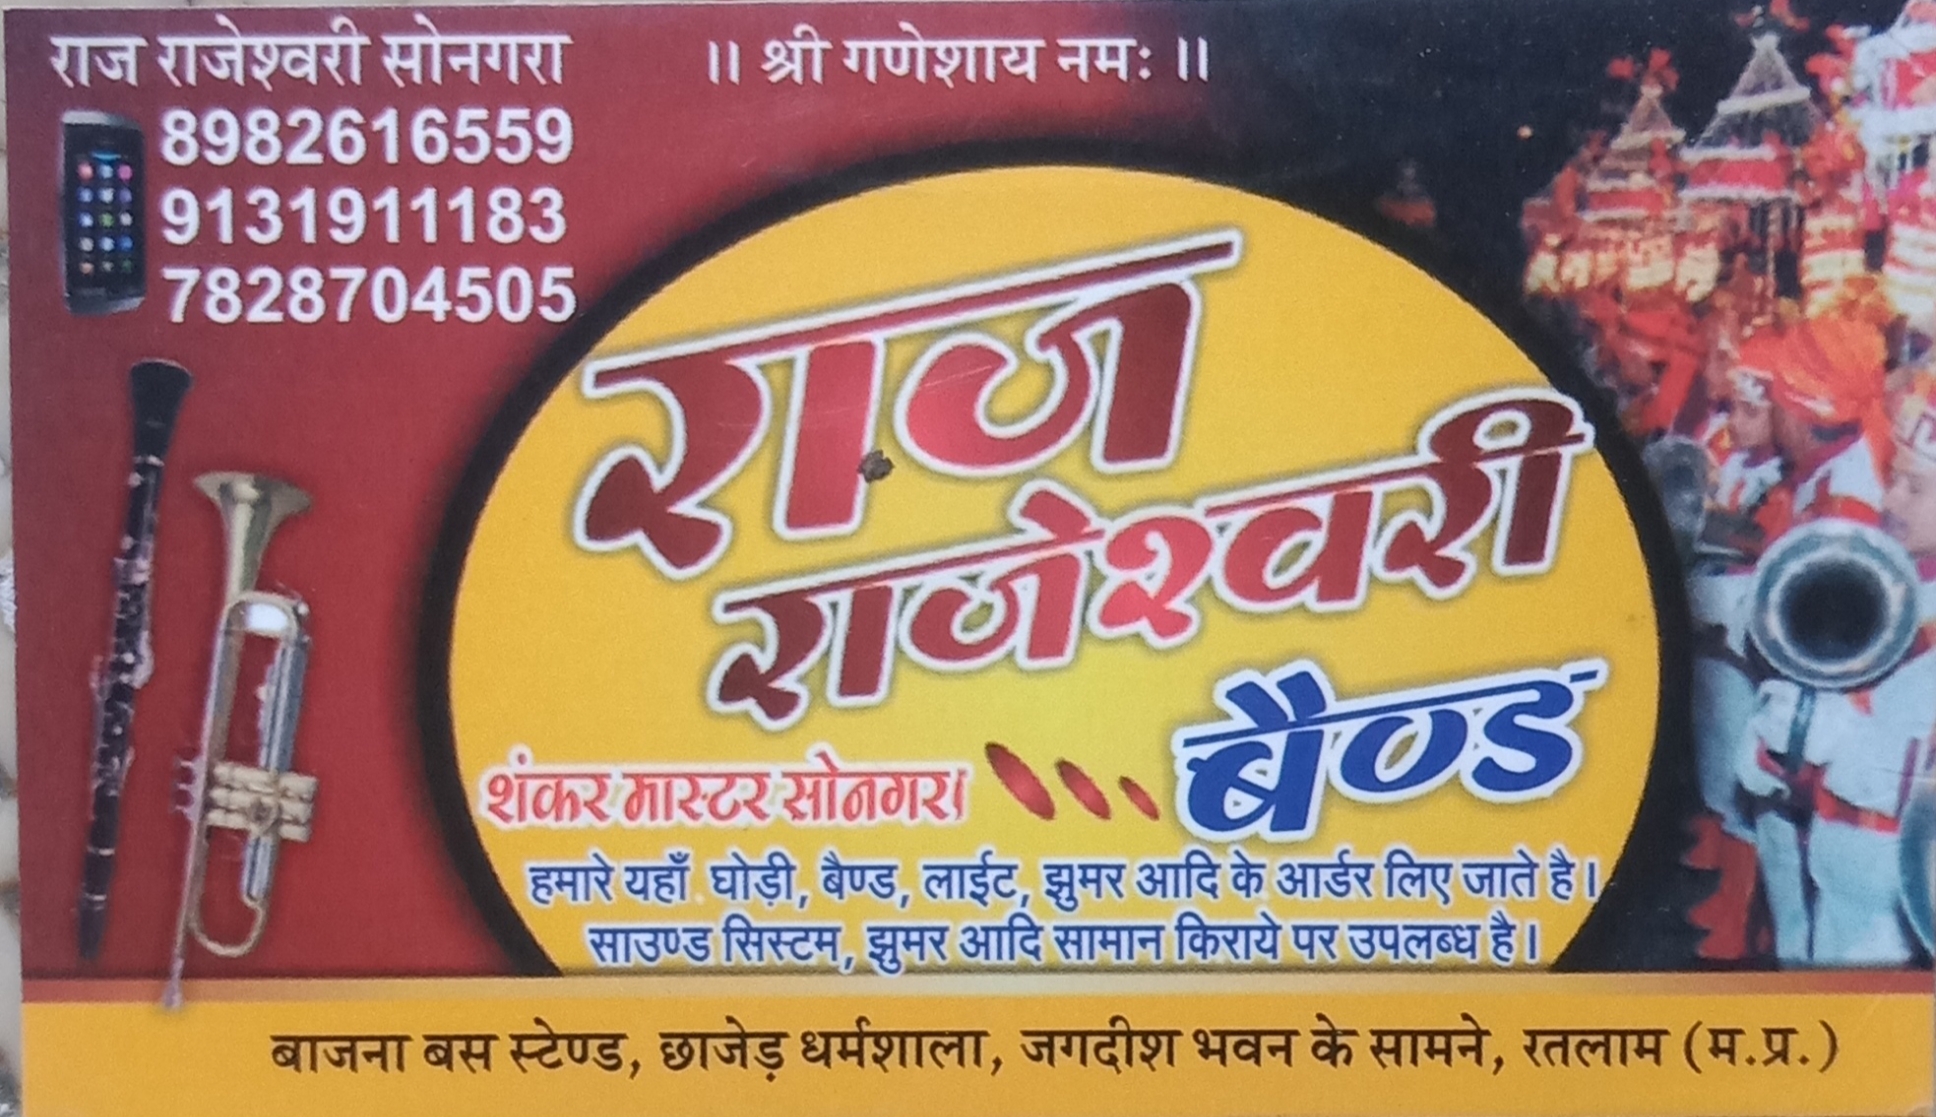 राज राजेश्वरी सोनगरा
॥ श्री गणेशाय नमः ॥
8982616559
9131911183
7828704505
राज
राजेश्वरी
बैण्ड
शंकर मास्टर सोनगरा
हमारे यहाँ घोड़ी, बैण्ड, लाईट, झुमर आदि के आर्डर लिए जाते है।
साउण्ड सिस्टम, झुमर आदि सामान किराये पर उपलब्ध है।
बाजना बस स्टेण्ड, छाजेड़ धर्मशाला, जगदीश भवन के सामने, रतलाम (म.प्र.)